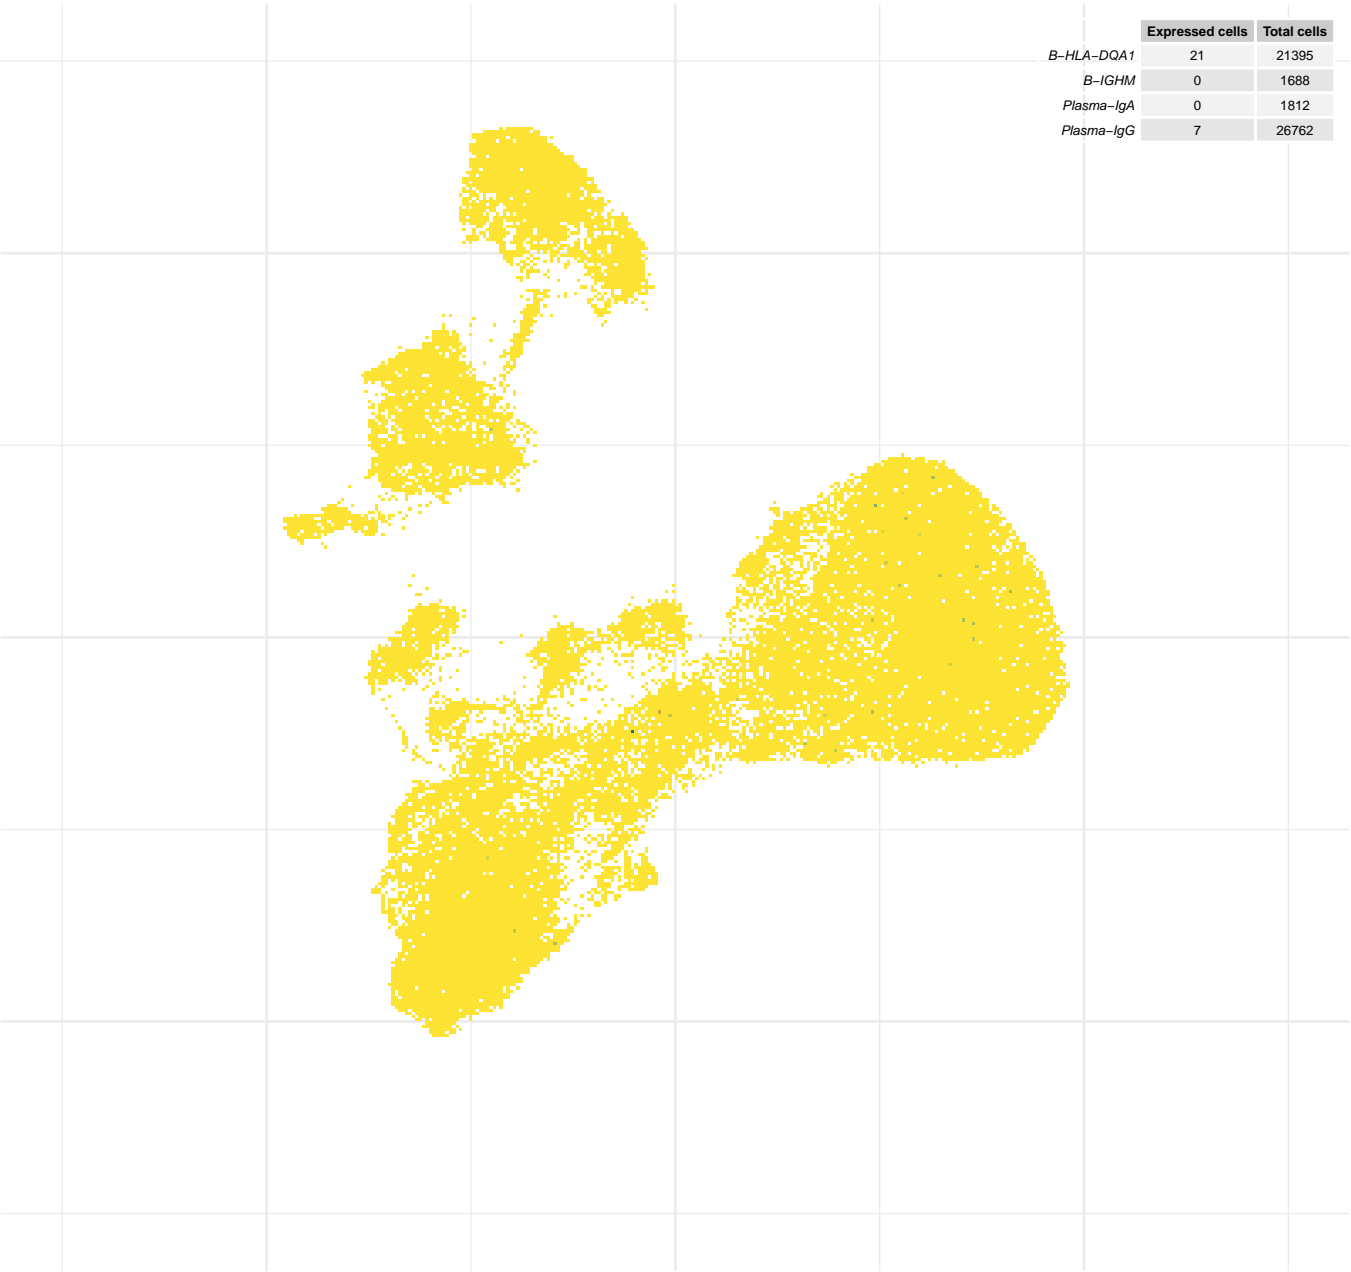 Expressed cells Total cells
B−HLA−DQA1 21 21395
B−IGHM 0 1688
Plasma−IgA 0 1812
Plasma−IgG 7 26762